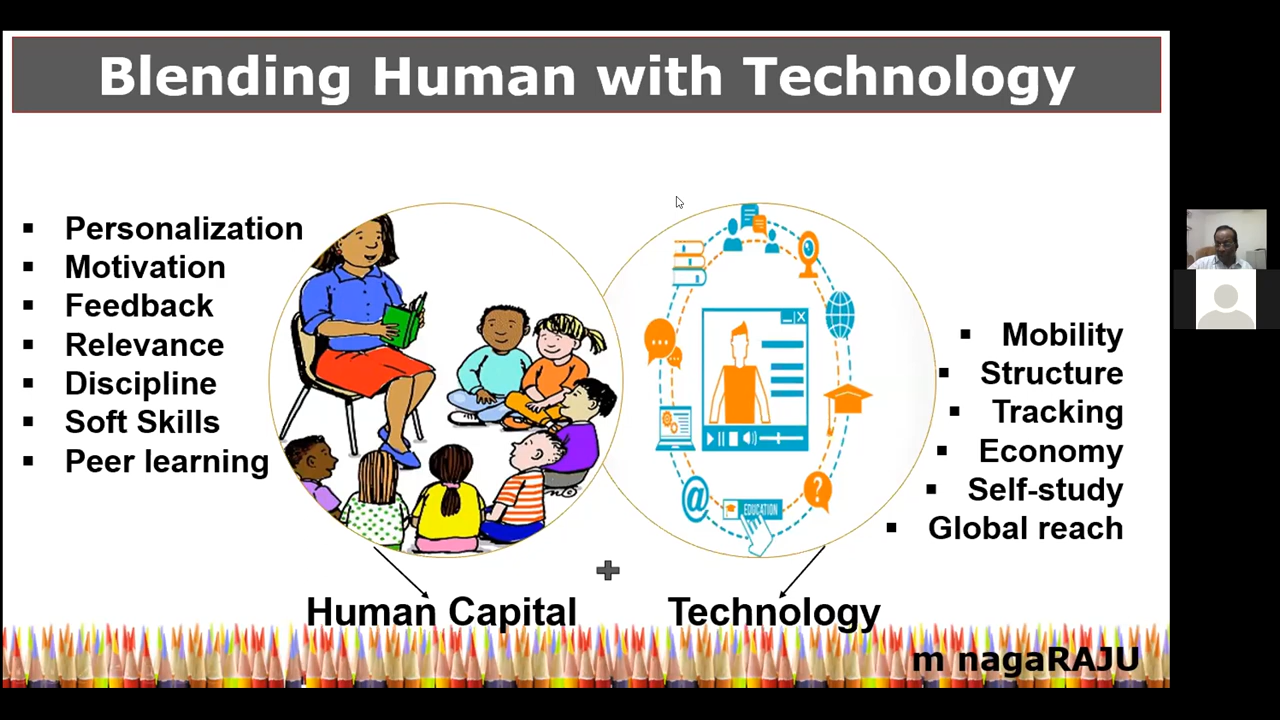 Blending Human with Technology
▪ Personalization
▪ Motivation
▪ Feedback
▪ Relevance
▪ Discipline
▪ Soft Skills
▪ Peer learning
▪ Mobility
▪ Structure
▪ Tracking
▪ Economy
▪ Self-study
▪ Global reach
@
?
EDUCATION
Human Capital
Technology
m nagaRAJU